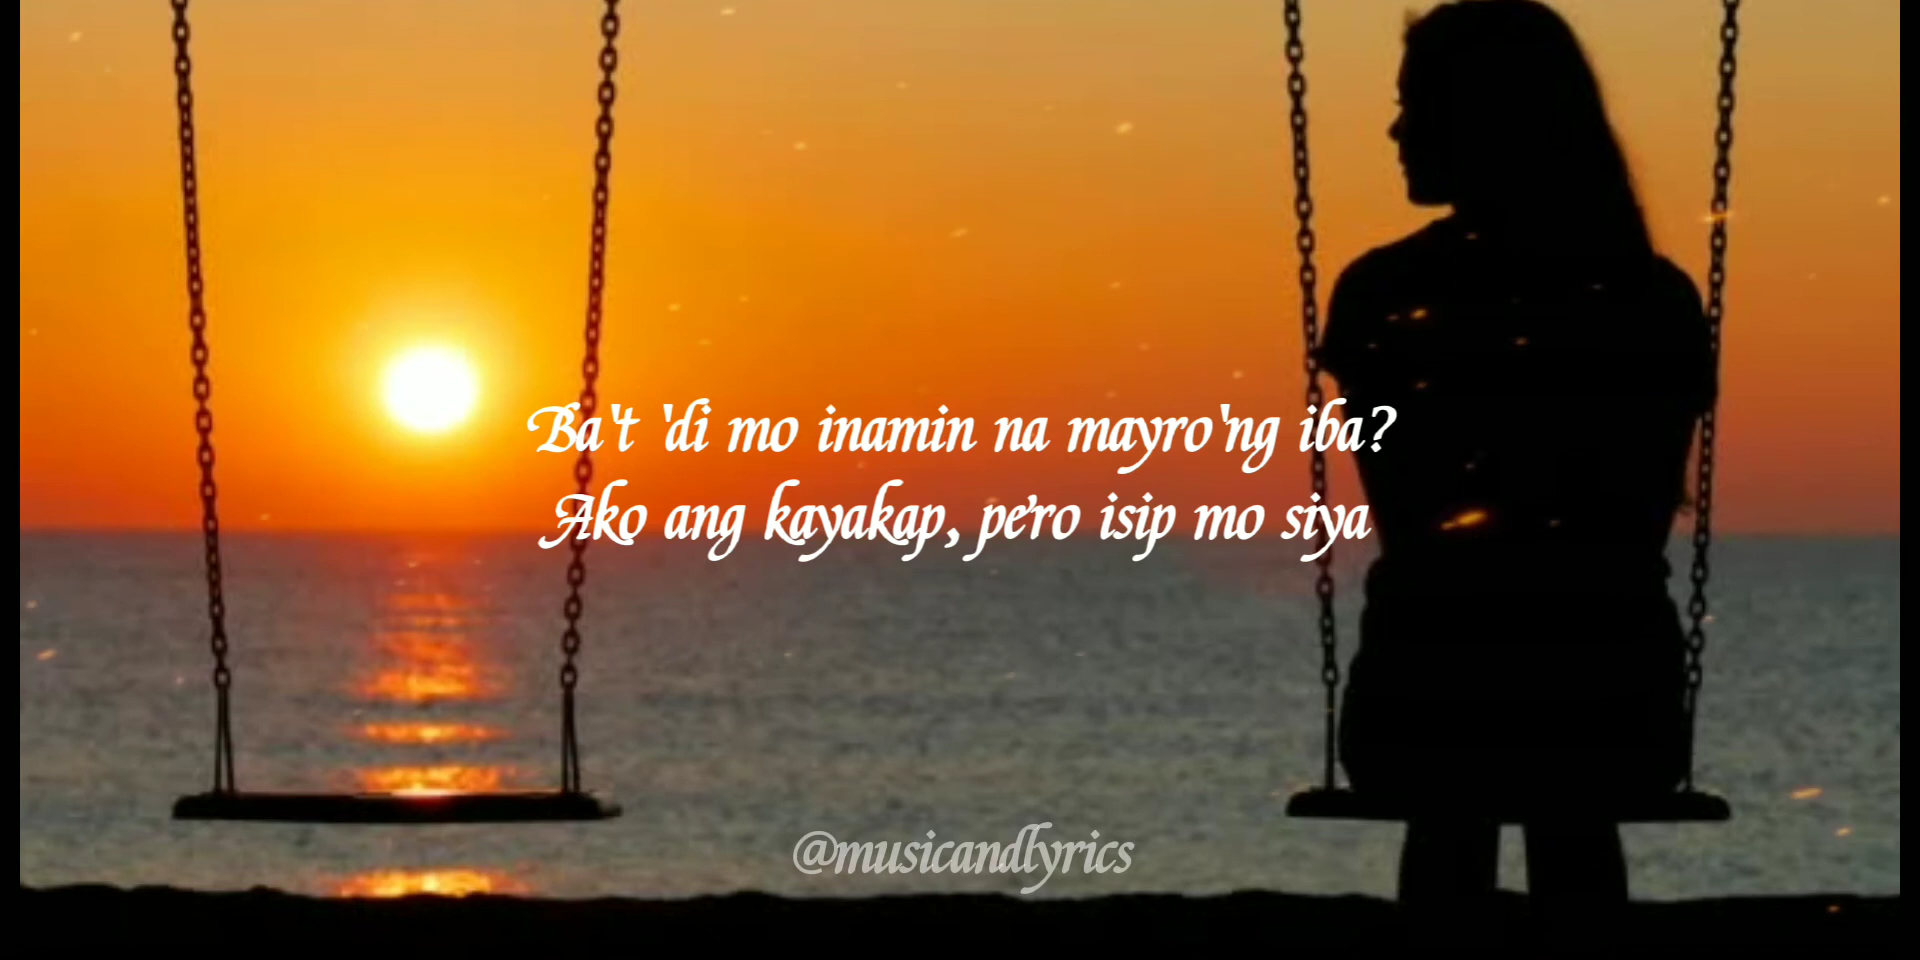 Ba't 'di mo inamin na mayro'ng iba?
Ako ang kayakap, pero isip mo siya
@musicandlyrics